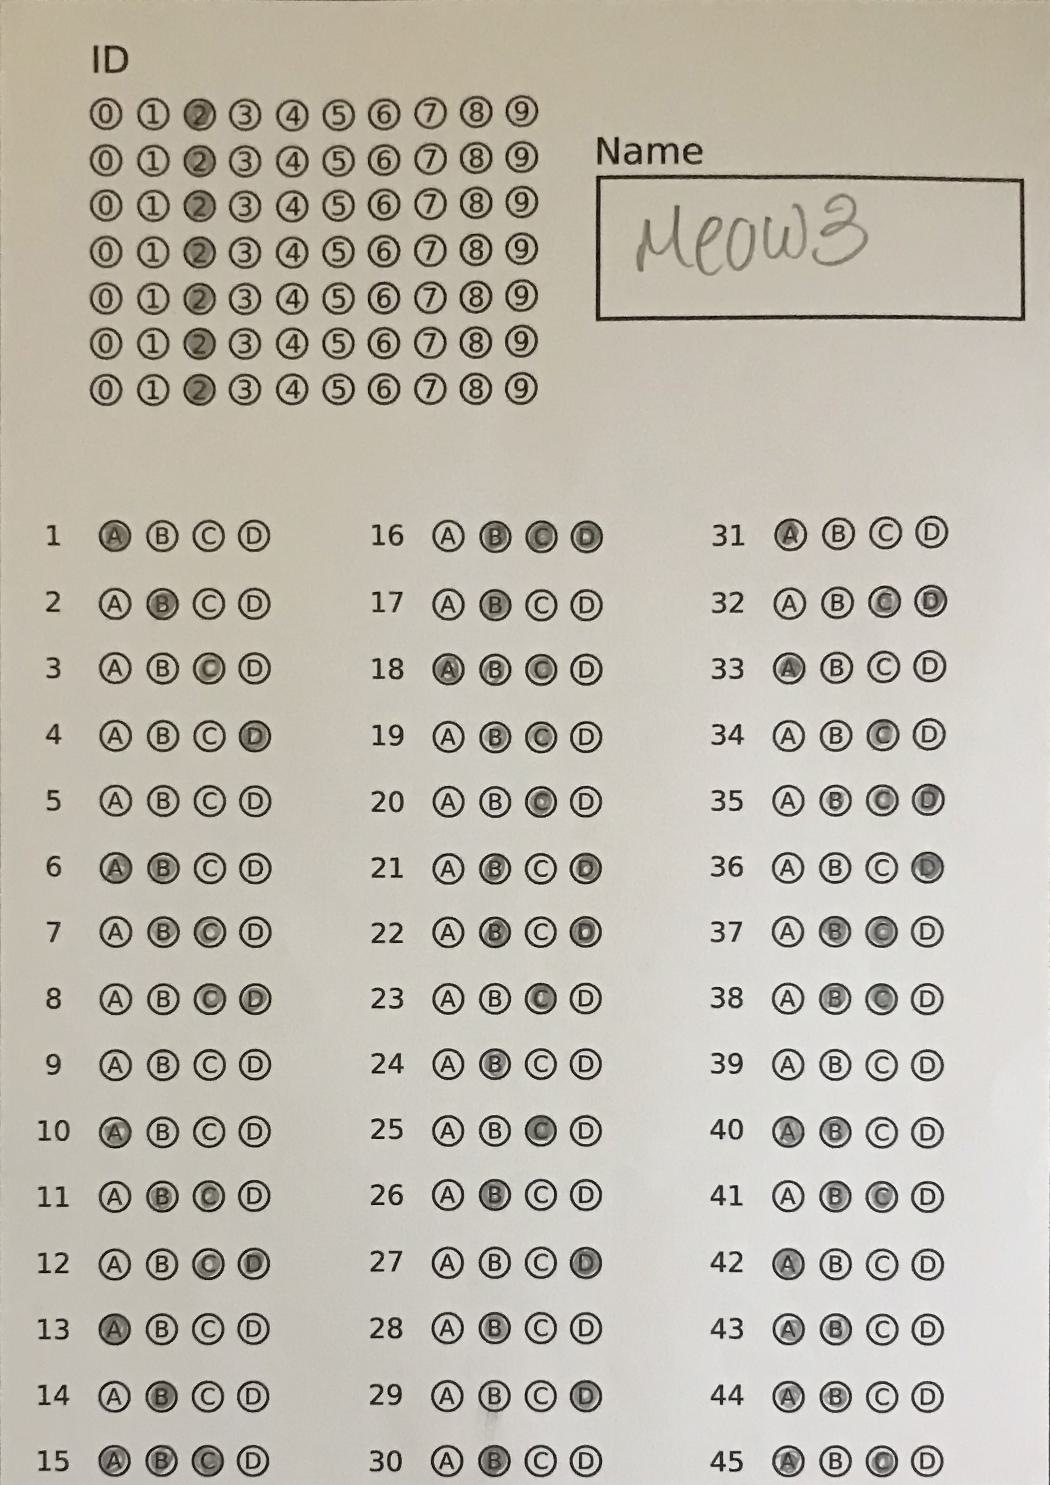 ID
0 1 2 3 4 5 6 7 8 9
0 1 2 3 4 5 6 7 8 9
0 1 2 3 4 5 6 7 8 9
0 1 2 3 4 5 6 7 8 9
0 1 2 3 4 5 6 7 8 9
0 1 2 3 4 5 6 7 8 9
0 1 2 3 4 5 6 7 8 9
Name
Meow3
1 A B C D
2 A B C D
3 A B C D
4 A B C D
5 A B C D
6 A B C D
7 A B C D
8 A B C D
9 A B C D
10 A B C D
11 A B C D
12 A B C D
13 A B C D
14 A B C D
15 A B C D
16 A B C D
17 A B C D
18 A B C D
19 A B C D
20 A B C D
21 A B C D
22 A B C D
23 A B C D
24 A B C D
25 A B C D
26 A B C D
27 A B C D
28 A B C D
29 A B C D
30 A B C D
31 A B C D
32 A B C D
33 A B C D
34 A B C D
35 A B C D
36 A B C D
37 A B C D
38 A B C D
39 A B C D
40 A B C D
41 A B C D
42 A B C D
43 A B C D
44 A B C D
45 A B C D